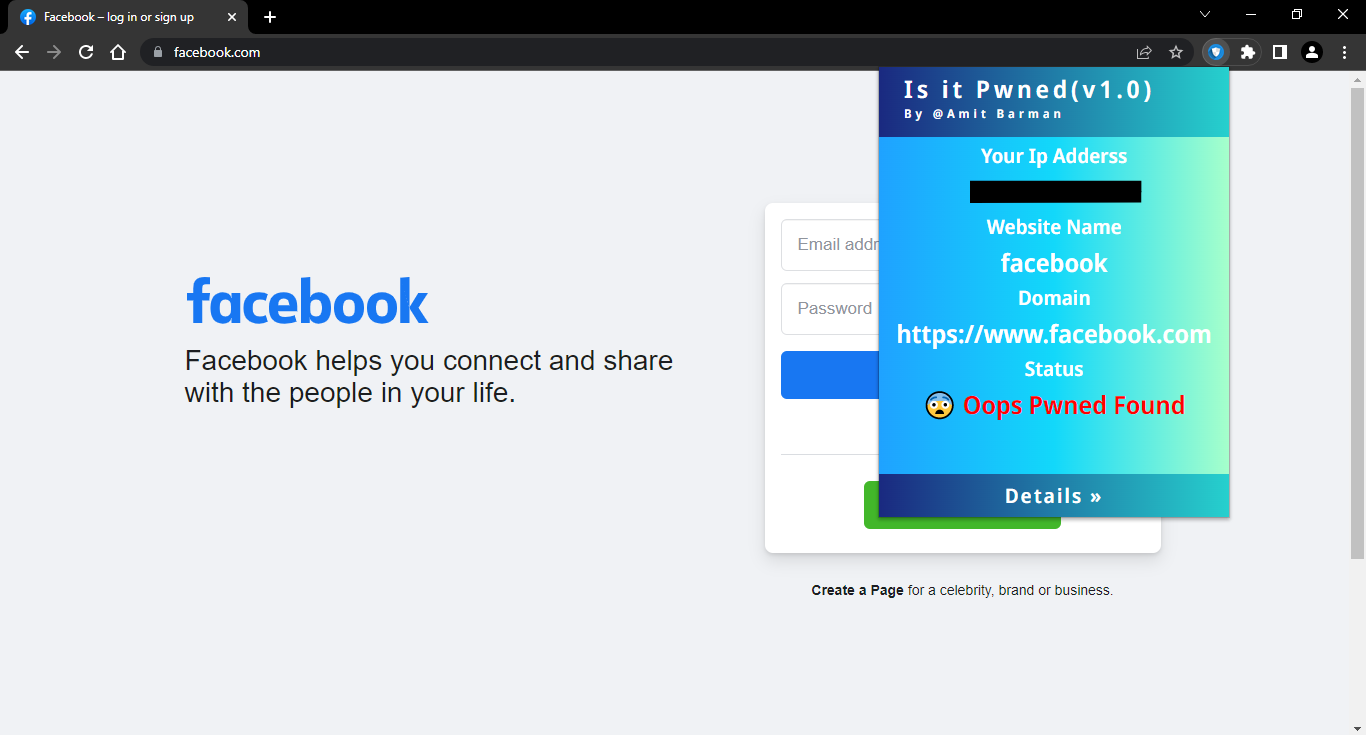 Facebook – log in or sign up
facebook.com
Is it Pwned(v1.0)
By @Amit Barman
Your Ip Adderss
Website Name
facebook
Domain
https://www.facebook.com
Status
😨 Oops Pwned Found
Details »
facebook
Facebook helps you connect and share
with the people in your life.
Email addr
Password
Create a Page for a celebrity, brand or business.